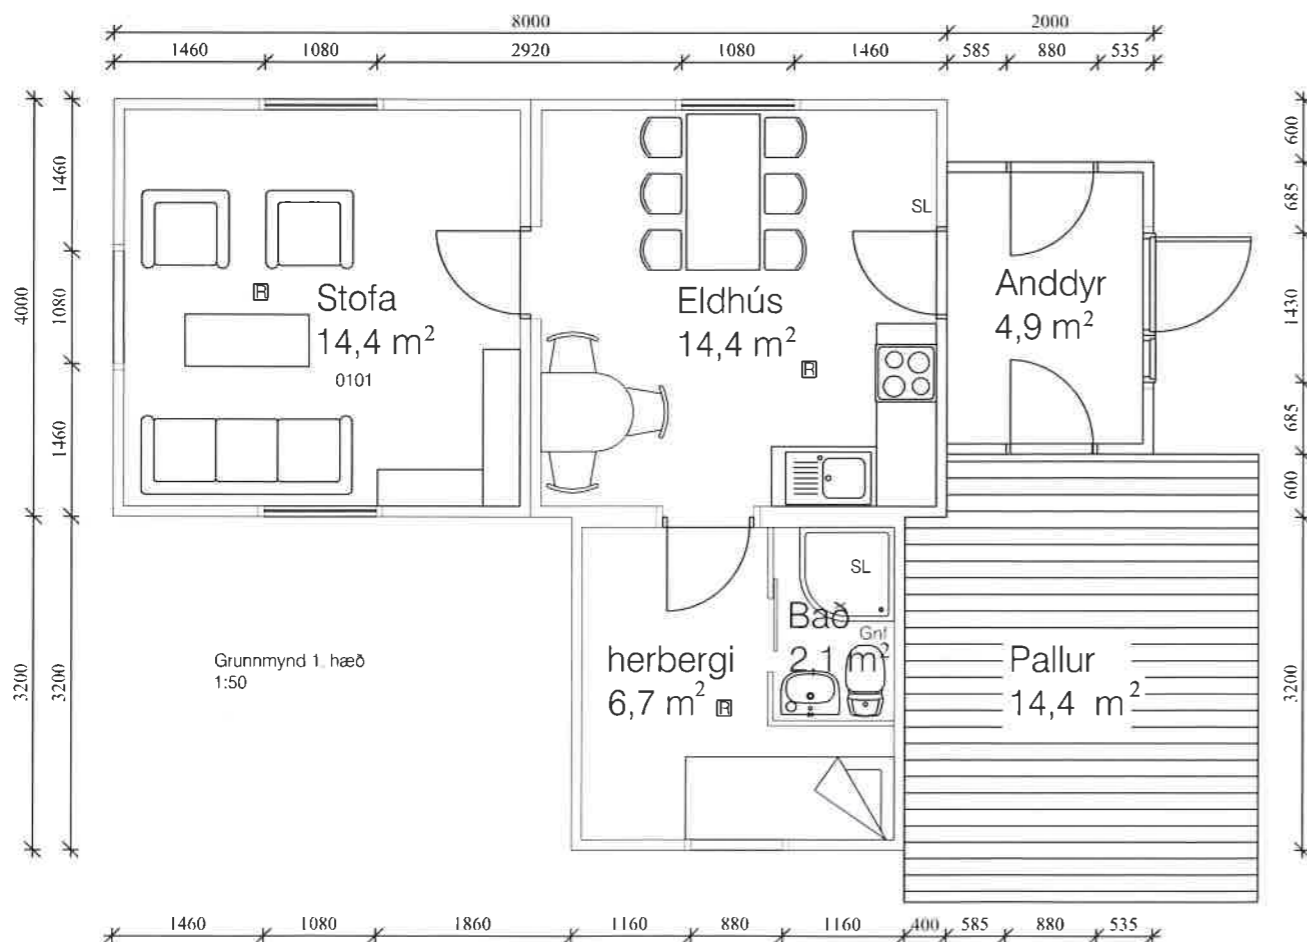 8000
2000
1460
1080
2920
1080
1460
585
880
535
4000
3200
1460
1080
1460
3200
600
685
1430
685
600
3200
SL
R
Stofa
14,4 m²
0101
Eldhús
14,4 m²
R
Anddyr
4,9 m²
SL
Bað
Gnf
2,1 m²
herbergi
6,7 m²
R
Pallur
14,4 m²
Grunnmynd 1. hæð
1:50
1460
1080
1860
1160
880
1160
400
585
880
535